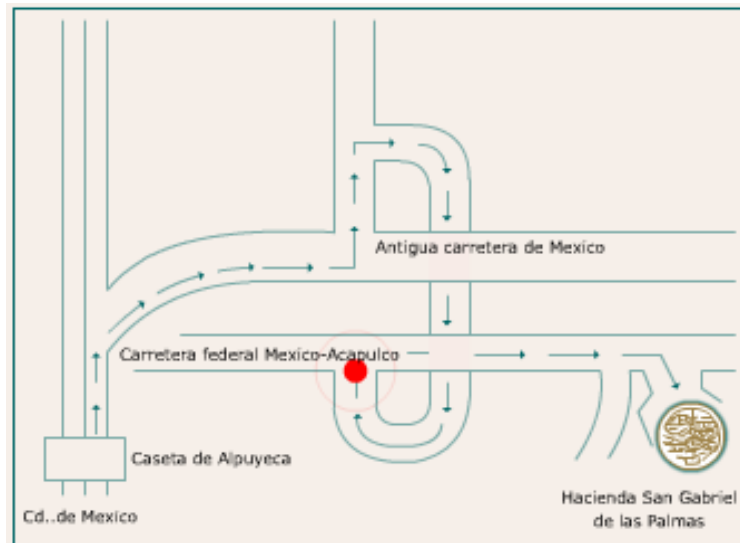 Antigua carretera de Mexico
Carretera federal Mexico-Acapulco
Caseta de Alpuyeca
Cd..de Mexico
Hacienda San Gabriel
de las Palmas